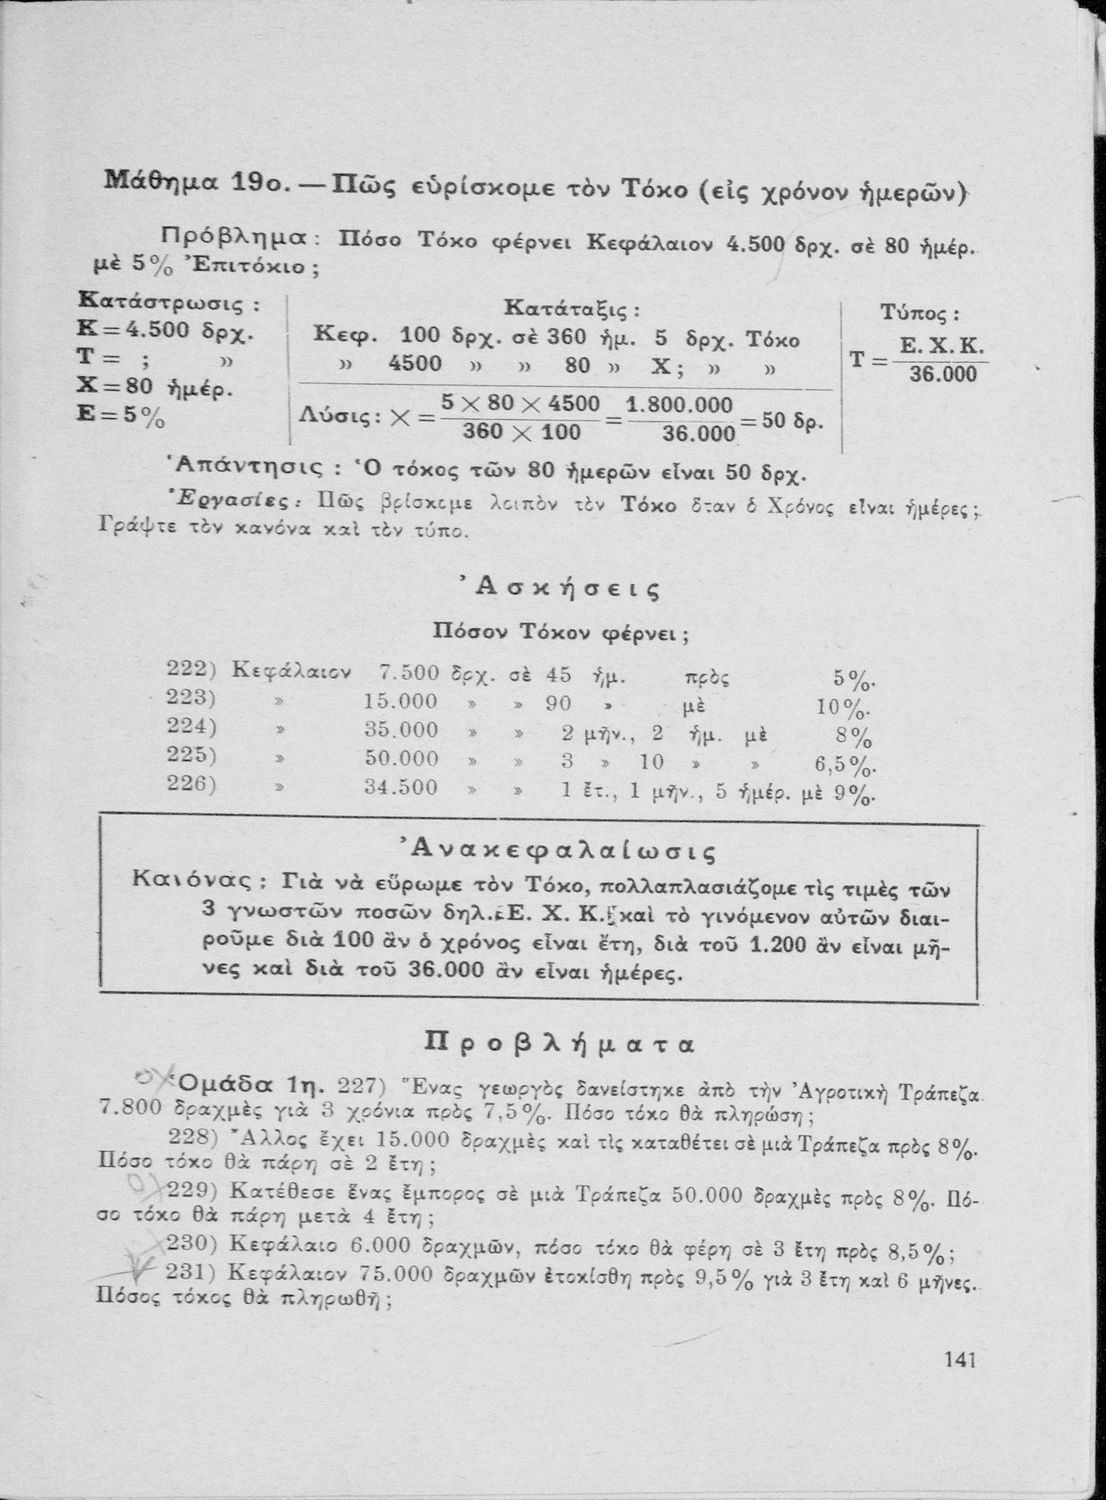 Μάθημα 19ο. — Πῶς εὑρίσκομε τὸν Τόκο (εἰς χρόνον ἡμερῶν)
Πρόβλημα : Πόσο Τόκο φέρνει Κεφάλαιον 4.500 δρχ. σὲ 80 ἡμέρ.
μὲ 5% Ἐπιτόκιο ;
Κατάστρωσις :
K = 4.500 δρχ.
T = ; »
X = 80 ἡμέρ.
E = 5%
Κατάταξις :
Κεφ. 100 δρχ. σὲ 360 ἡμ. 5 δρχ. Τόκο
» 4500 » » 80 » X ; » »
Λύσις : X = 5 × 80 × 4500 / 360 × 100 = 1.800.000 / 36.000 = 50 δρ.
Τύπος :
T = E. X. K. / 36.000
Ἀπάντησις : Ὁ τόκος τῶν 80 ἡμερῶν εἶναι 50 δρχ.
Ἐργασίες : Πῶς βρίσκομε λοιπὸν τὸν Τόκο ὅταν ὁ Χρόνος εἶναι ἡμέρες ;
Γράψτε τὸν κανόνα καὶ τὸν τύπο.
Ἀσκήσεις
Πόσον Τόκον φέρνει ;
222) Κεφάλαιον 7.500 δρχ. σὲ 45 ἡμ. πρὸς 5%.
223) » 15.000 » » 90 » μὲ 10%.
224) » 35.000 » » 2 μῆν., 2 ἡμ. μὲ 8%
225) » 50.000 » » 3 » 10 » » 6,5%.
226) » 34.500 » » 1 ἔτ., 1 μῆν., 5 ἡμέρ. μὲ 9%.
Ἀνακεφαλαίωσις
Κανόνας : Γιὰ νὰ εὕρωμε τὸν Τόκο, πολλαπλασιάζομε τὶς τιμὲς τῶν
3 γνωστῶν ποσῶν δηλ. E. X. K. καὶ τὸ γινόμενον αὐτῶν διαι-
ροῦμε διὰ 100 ἂν ὁ χρόνος εἶναι ἔτη, διὰ τοῦ 1.200 ἂν εἶναι μῆ-
νες καὶ διὰ τοῦ 36.000 ἂν εἶναι ἡμέρες.
Προβλήματα
Ὁμάδα 1η. 227) Ἕνας γεωργὸς δανείστηκε ἀπὸ τὴν Ἀγροτικὴ Τράπεζα
7.800 δραχμὲς γιὰ 3 χρόνια πρὸς 7,5%. Πόσο τόκο θὰ πληρώση ;
228) Ἄλλος ἔχει 15.000 δραχμὲς καὶ τὶς καταθέτει σὲ μιὰ Τράπεζα πρὸς 8%.
Πόσο τόκο θὰ πάρη σὲ 2 ἔτη ;
229) Κατέθεσε ἕνας ἔμπορος σὲ μιὰ Τράπεζα 50.000 δραχμὲς πρὸς 8%. Πό-
σο τόκο θὰ πάρη μετὰ 4 ἔτη ;
230) Κεφάλαιο 6.000 δραχμῶν, πόσο τόκο θὰ φέρη σὲ 3 ἔτη πρὸς 8,5% ;
231) Κεφάλαιον 75.000 δραχμῶν ἐτοκίσθη πρὸς 9,5% γιὰ 3 ἔτη καὶ 6 μῆνες.
Πόσος τόκος θὰ πληρωθῆ ;
141